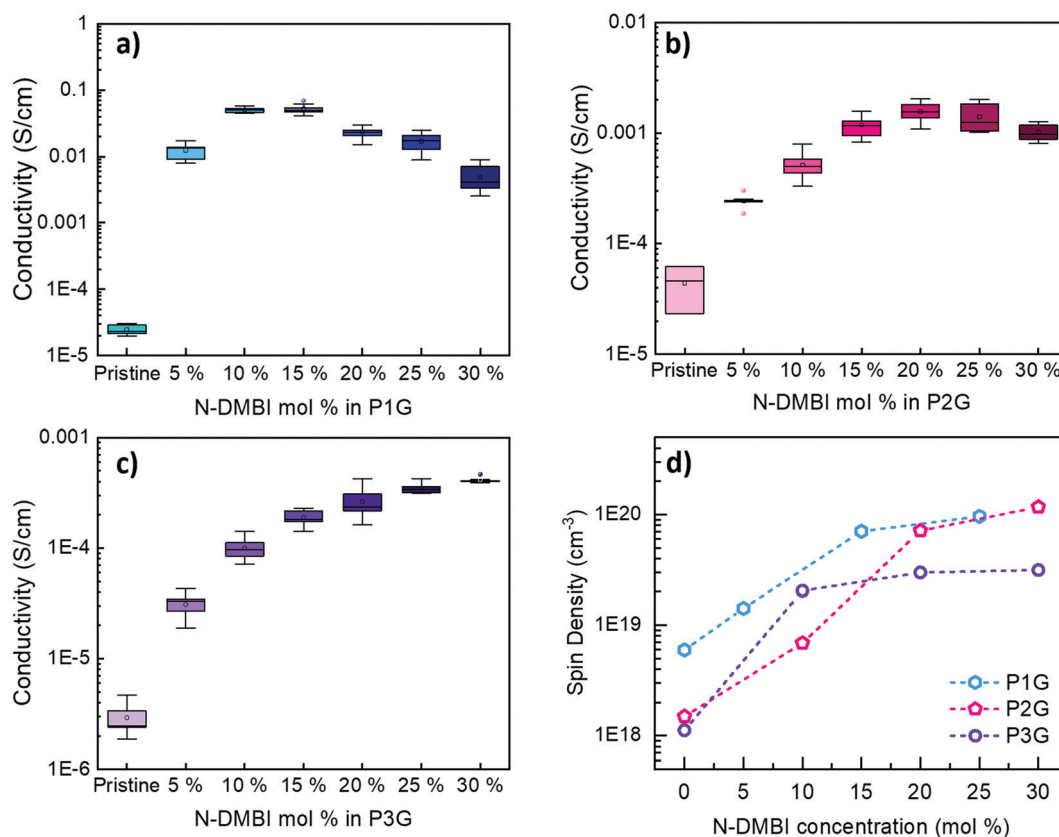 a)
Conductivity (S/cm)
1
0.1
0.01
0.001
1E-4
1E-5
Pristine 5 % 10 % 15 % 20 % 25 % 30 %
N-DMBI mol % in P1G
b)
Conductivity (S/cm)
0.01
0.001
1E-4
1E-5
Pristine 5 % 10 % 15 % 20 % 25 % 30 %
N-DMBI mol % in P2G
c)
Conductivity (S/cm)
0.001
1E-4
1E-5
1E-6
Pristine 5 % 10 % 15 % 20 % 25 % 30 %
N-DMBI mol % in P3G
d)
Spin Density (cm⁻³)
1E20
1E19
1E18
P1G
P2G
P3G
0 5 10 15 20 25 30
N-DMBI concentration (mol %)